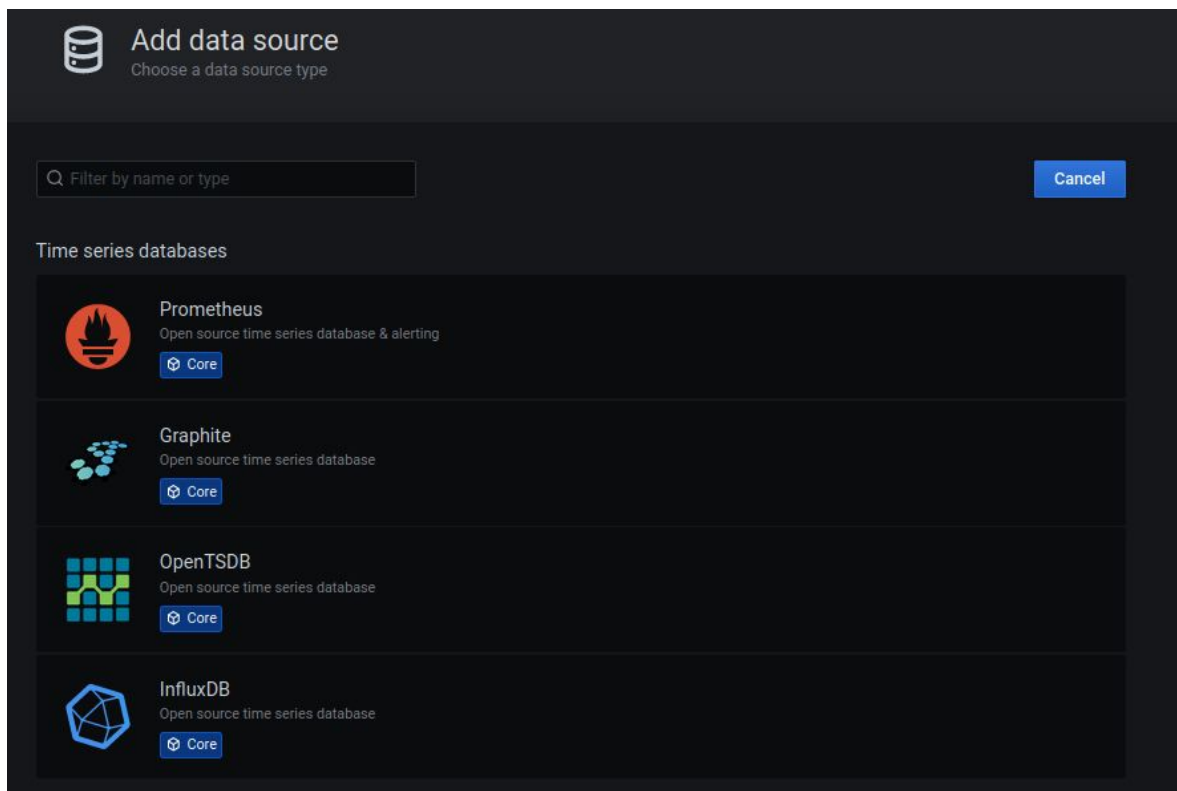 Add data source
Choose a data source type
Filter by name or type
Cancel
Time series databases
Prometheus
Open source time series database & alerting
Core
Graphite
Open source time series database
Core
OpenTSDB
Open source time series database
Core
InfluxDB
Open source time series database
Core